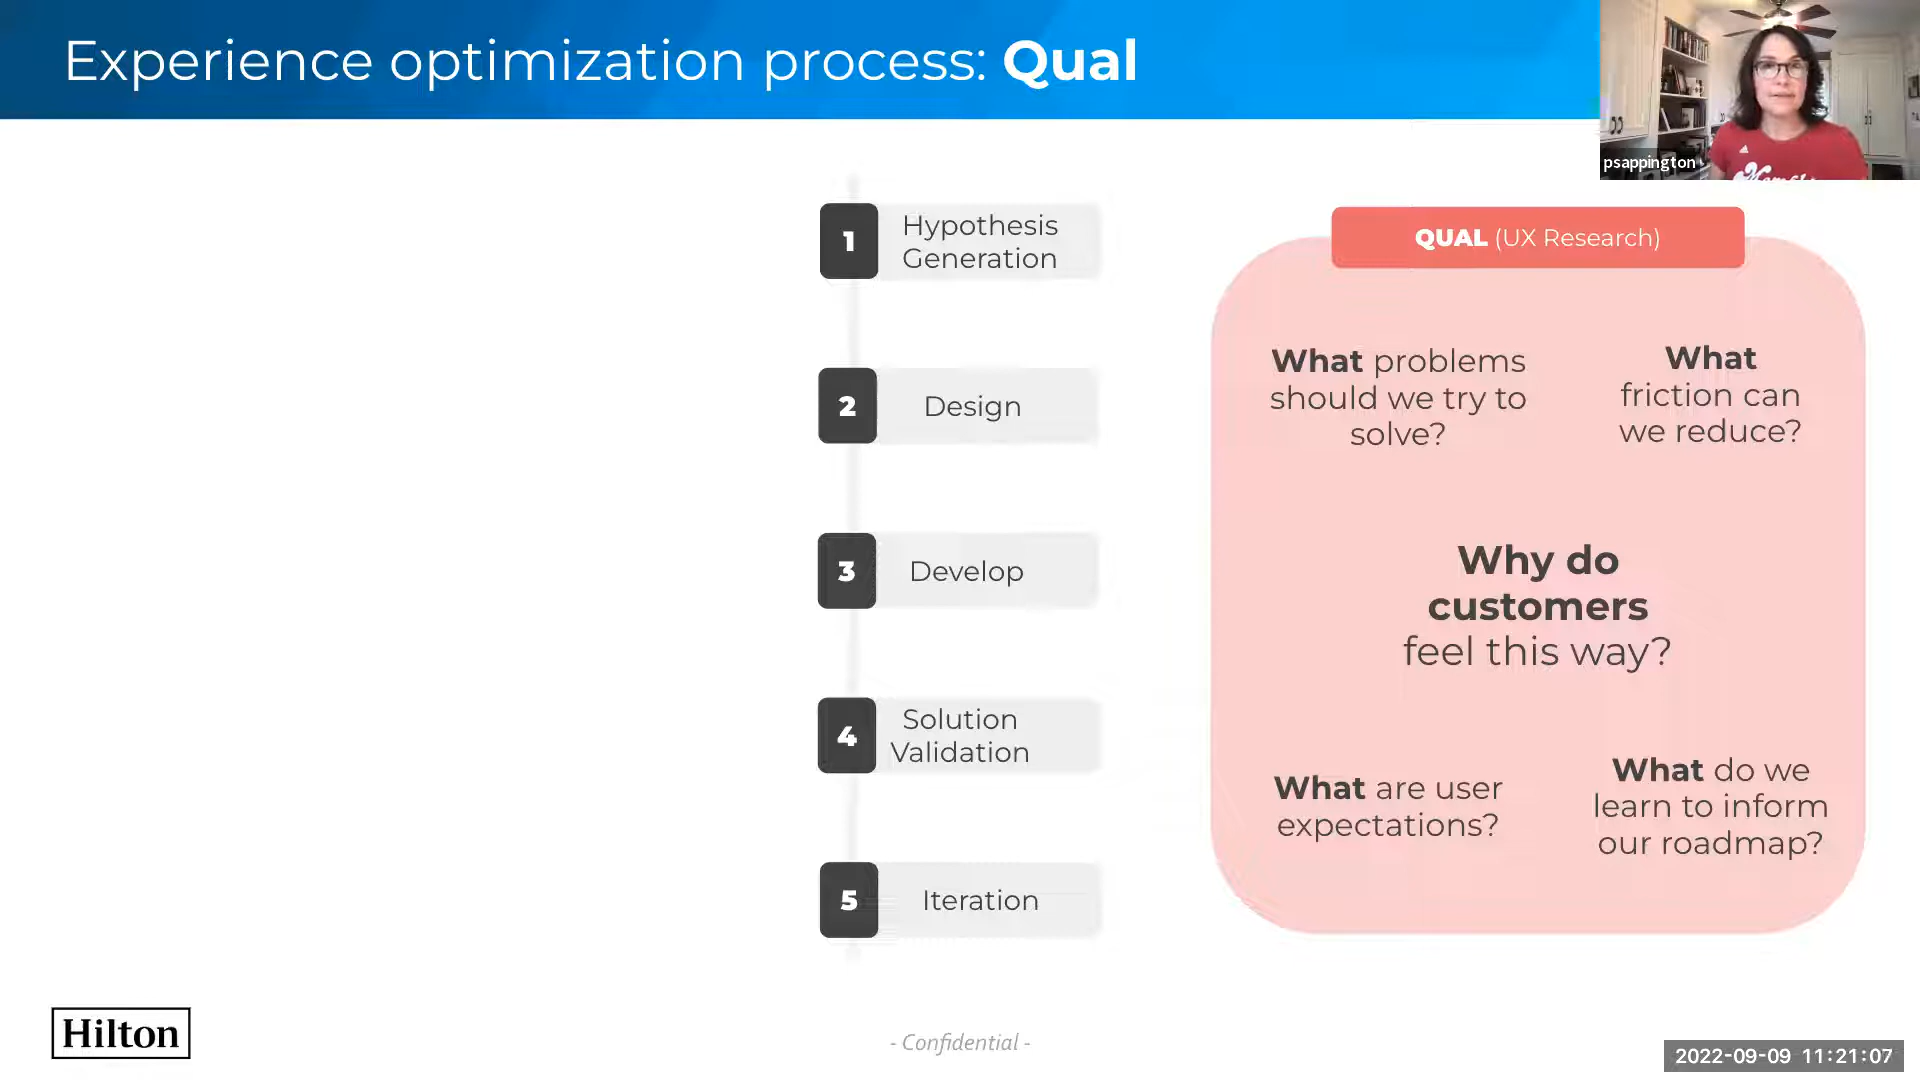 Experience optimization process: Qual
psappington
1
Hypothesis
Generation
2
Design
3
Develop
4
Solution
Validation
5
Iteration
QUAL (UX Research)
What problems
should we try to
solve?
What
friction can
we reduce?
Why do
customers
feel this way?
What are user
expectations?
What do we
learn to inform
our roadmap?
Hilton
- Confidential -
2022-09-09 11:21:07